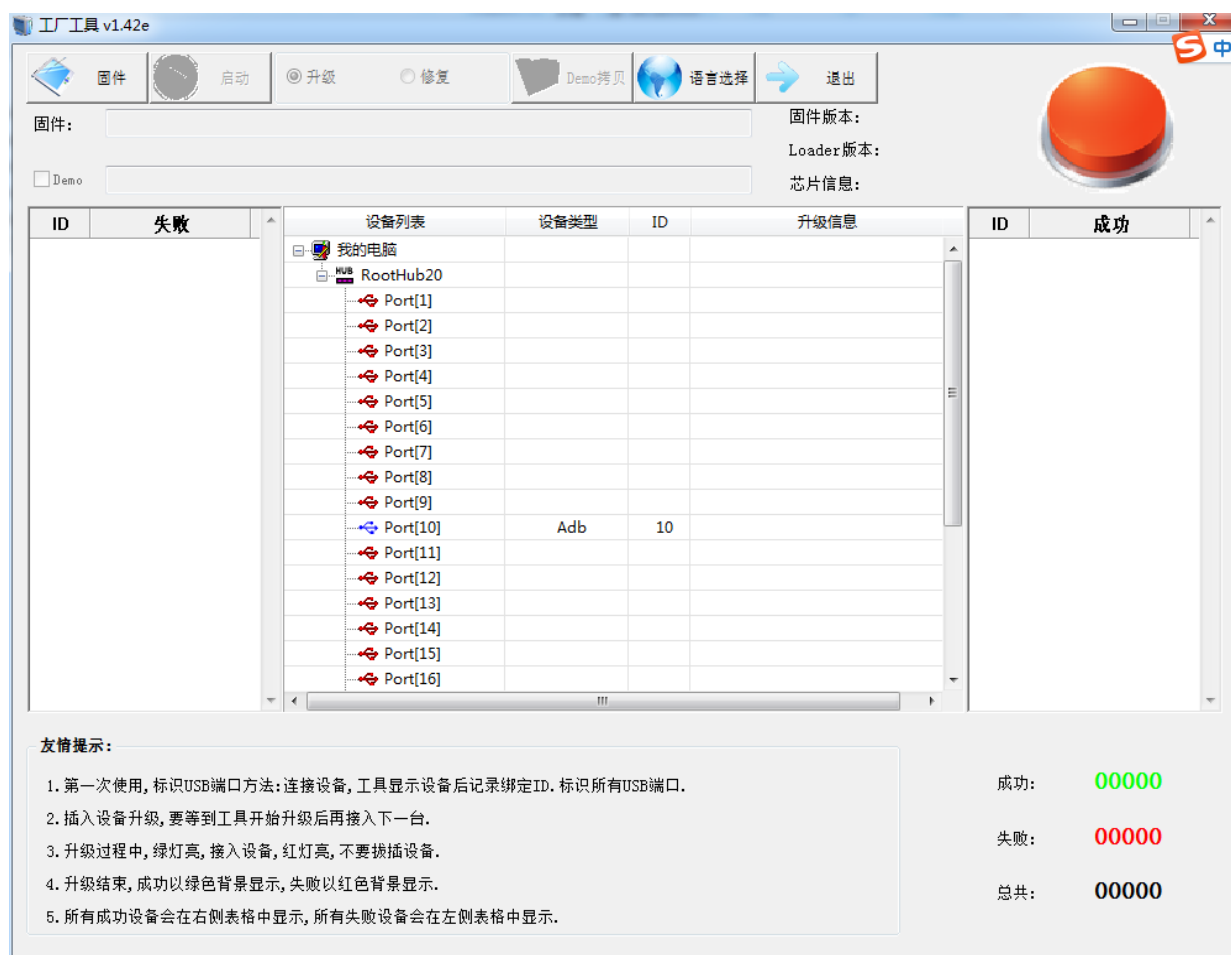 工厂工具 v1.42e
固件 启动 升级 修复 Demo拷贝 语言选择 退出
中
固件: 固件版本:
Loader版本:
Demo 芯片信息:
ID 失败 设备列表 设备类型 ID 升级信息 ID 成功
我的电脑
HUB RootHub20
Port[1]
Port[2]
Port[3]
Port[4]
Port[5]
Port[6]
Port[7]
Port[8]
Port[9]
Port[10] Adb 10
Port[11]
Port[12]
Port[13]
Port[14]
Port[15]
Port[16]
友情提示:
1.第一次使用,标识USB端口方法:连接设备,工具显示设备后记录绑定ID.标识所有USB端口.
2.插入设备升级,要等到工具开始升级后再接入下一台.
3.升级过程中,绿灯亮,接入设备,红灯亮,不要拔插设备.
4.升级结束,成功以绿色背景显示,失败以红色背景显示.
5.所有成功设备会在右侧表格中显示,所有失败设备会在左侧表格中显示.
成功: 00000
失败: 00000
总共: 00000